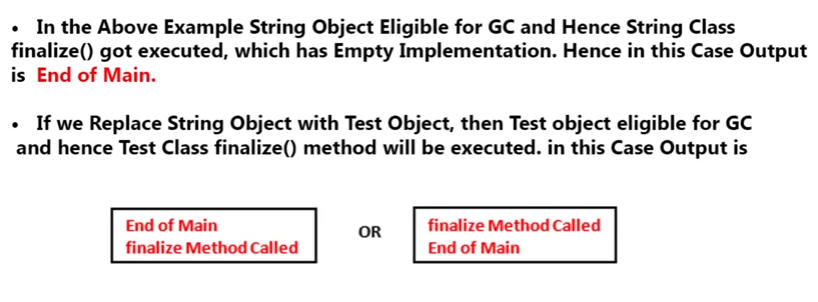 • In the Above Example String Object Eligible for GC and Hence String Class
finalize() got executed, which has Empty Implementation. Hence in this Case Output
is End of Main.
• If we Replace String Object with Test Object, then Test object eligible for GC
and hence Test Class finalize() method will be executed. in this Case Output is
End of Main
finalize Method Called
OR
finalize Method Called
End of Main